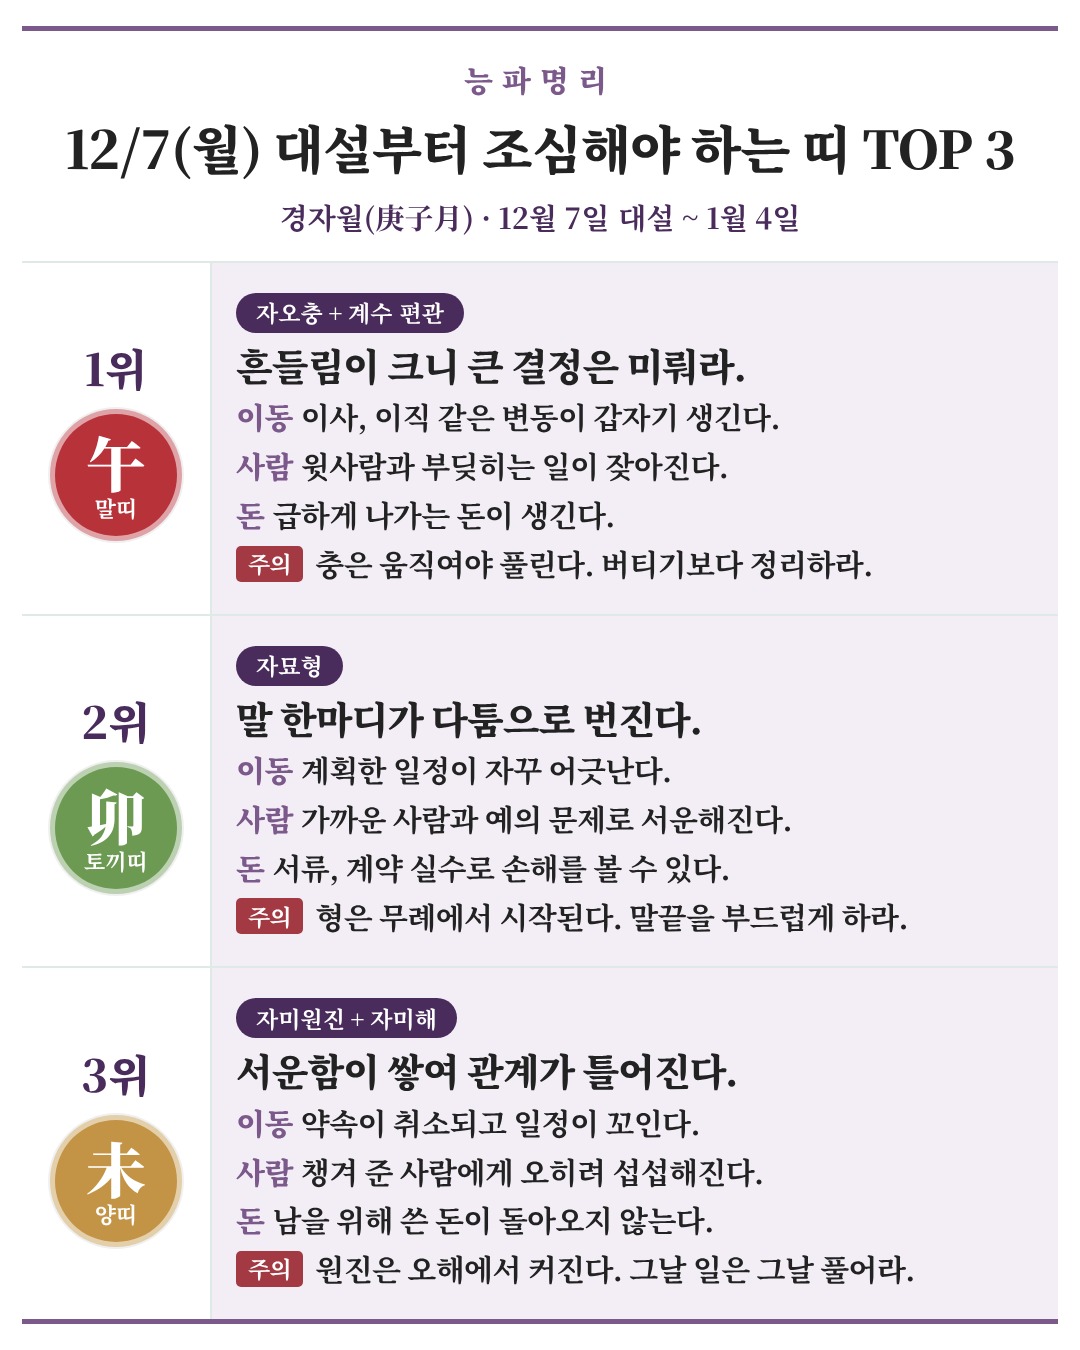 능파명리
12/7(월) 대설부터 조심해야 하는 띠 TOP 3
경자월(庚子月) · 12월 7일 대설 ~ 1월 4일
1위
午
말띠
자오충 + 계수 편관
흔들림이 크니 큰 결정은 미뤄라.
이동 이사, 이직 같은 변동이 갑자기 생긴다.
사람 윗사람과 부딪히는 일이 잦아진다.
돈 급하게 나가는 돈이 생긴다.
주의 충은 움직여야 풀린다. 버티기보다 정리하라.
2위
卯
토끼띠
자묘형
말 한마디가 다툼으로 번진다.
이동 계획한 일정이 자꾸 어긋난다.
사람 가까운 사람과 예의 문제로 서운해진다.
돈 서류, 계약 실수로 손해를 볼 수 있다.
주의 형은 무례에서 시작된다. 말끝을 부드럽게 하라.
3위
未
양띠
자미원진 + 자미해
서운함이 쌓여 관계가 틀어진다.
이동 약속이 취소되고 일정이 꼬인다.
사람 챙겨 준 사람에게 오히려 섭섭해진다.
돈 남을 위해 쓴 돈이 돌아오지 않는다.
주의 원진은 오해에서 커진다. 그날 일은 그날 풀어라.